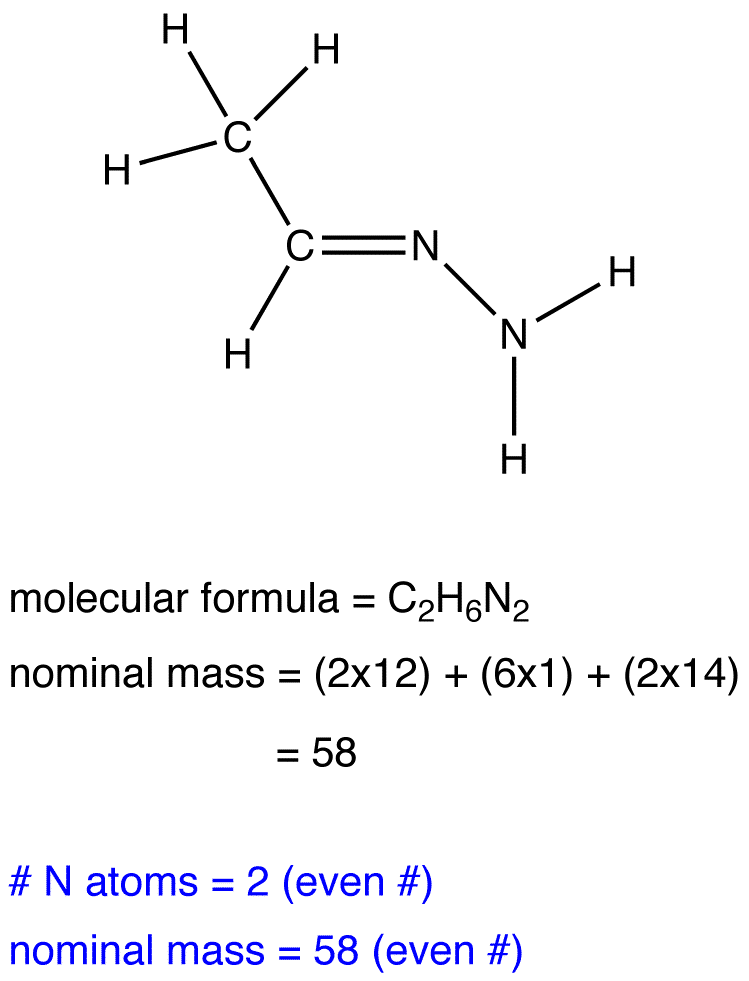 H
H
C
H
C
N
H
N
H
H
molecular formula = C₂H₆N₂
nominal mass = (2x12) + (6x1) + (2x14)
= 58
# N atoms = 2 (even #)
nominal mass = 58 (even #)